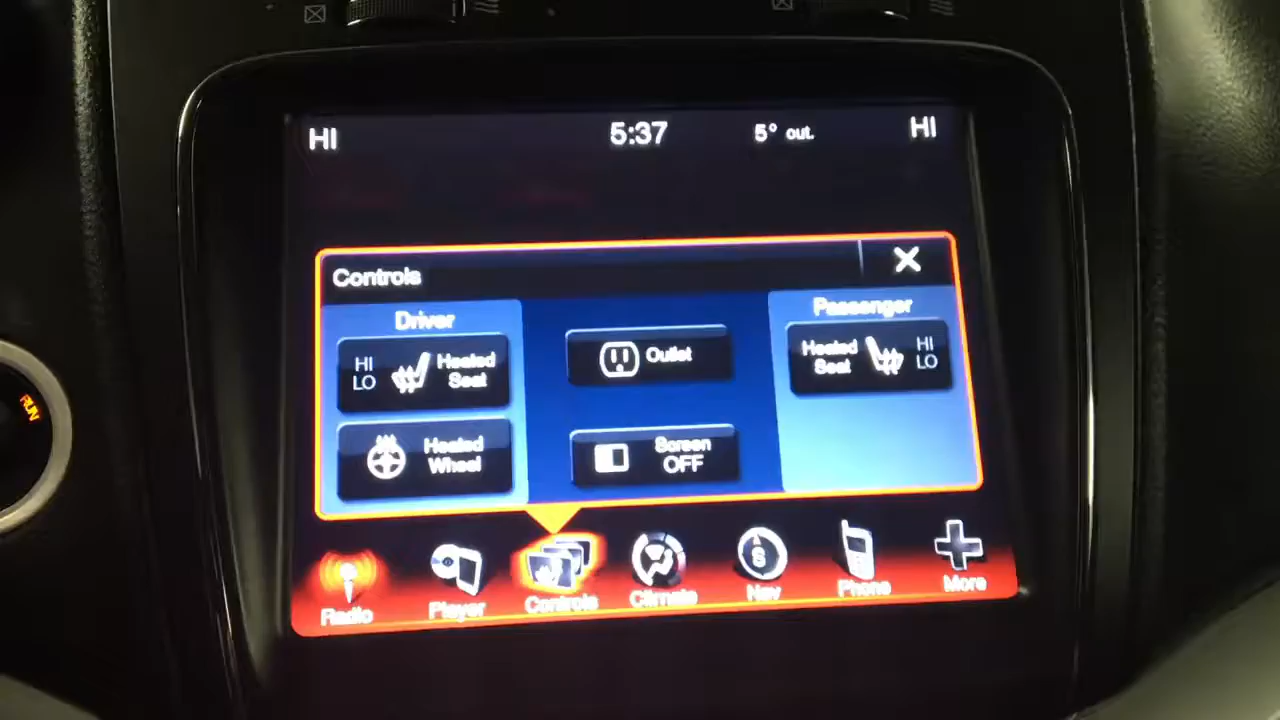 HI 5:37 5° out. HI
Controls
Driver
Passenger
HI
LO
Heated
Seat
Outlet
Heated
Seat
HI
LO
Heated
Wheel
Screen
OFF
RUN
S
Radio Player Controls Climate Nav Phone More